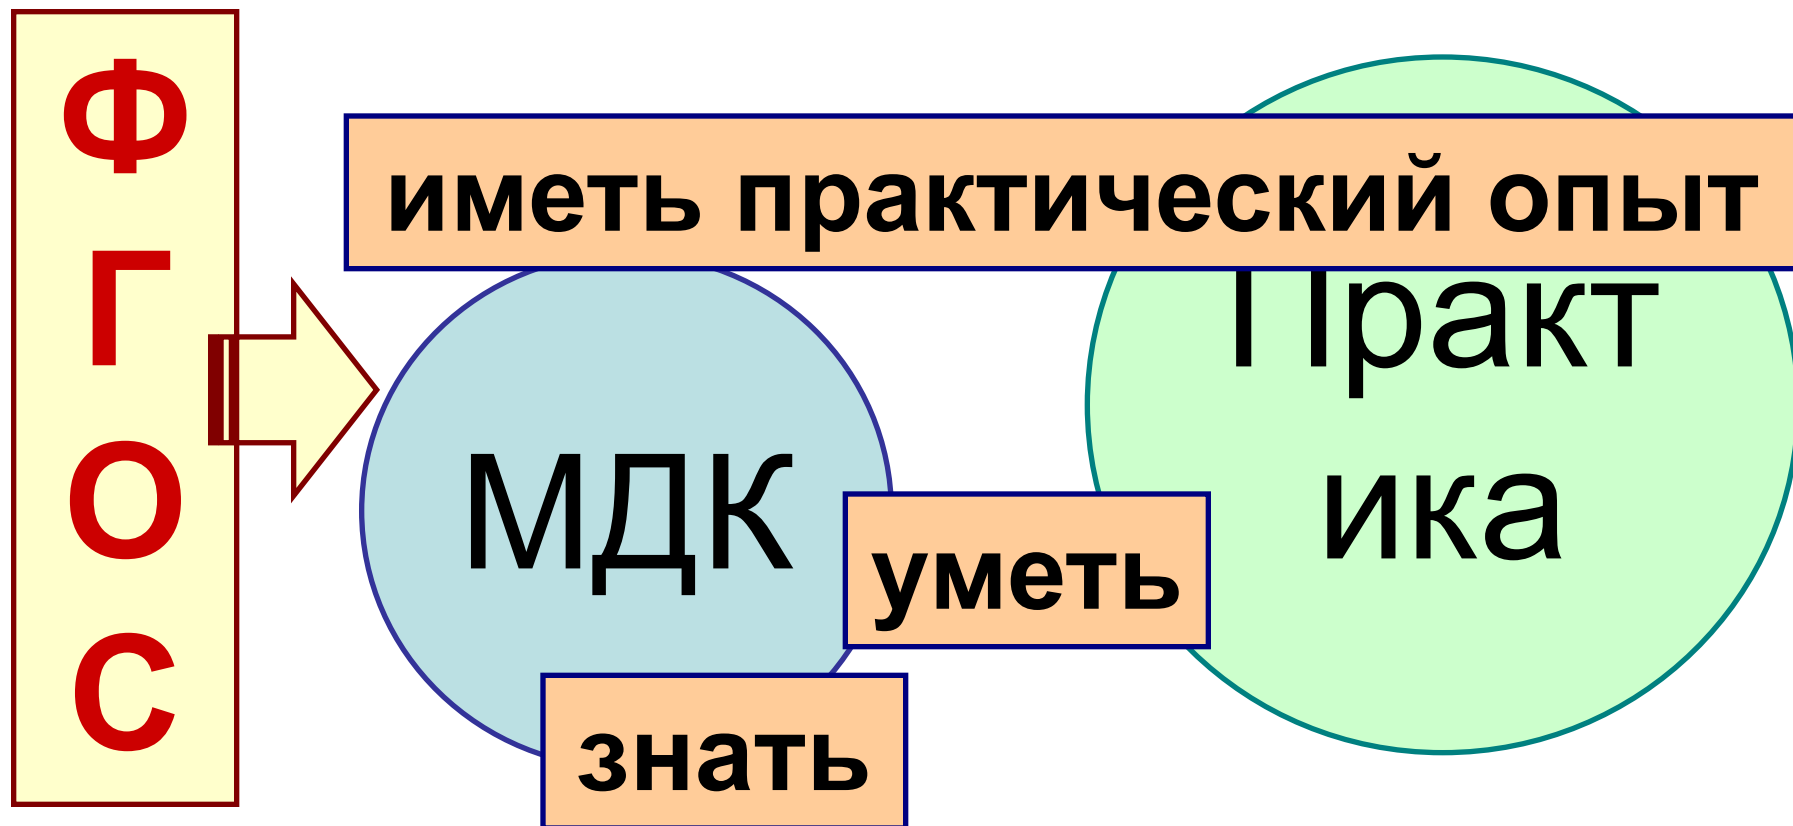 Ф
Г
О
С
иметь практический опыт
Практ
ика
МДК
уметь
знать